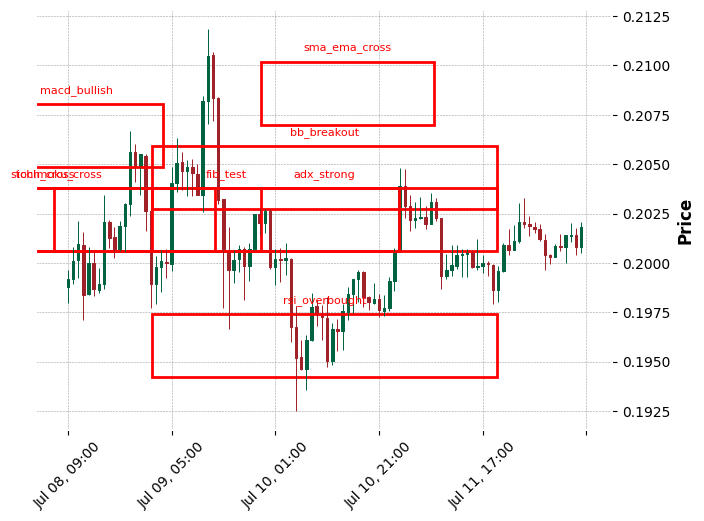 0.2125
sma_ema_cross
0.2100
macd_bullish
0.2075
bb_breakout
0.2050
fib_test
adx_strong
0.2025
Price
0.2000
rsi_overbought
0.1975
0.1950
0.1925
Jul 08, 09:00
Jul 09, 05:00
Jul 10, 01:00
Jul 10, 21:00
Jul 11, 17:00